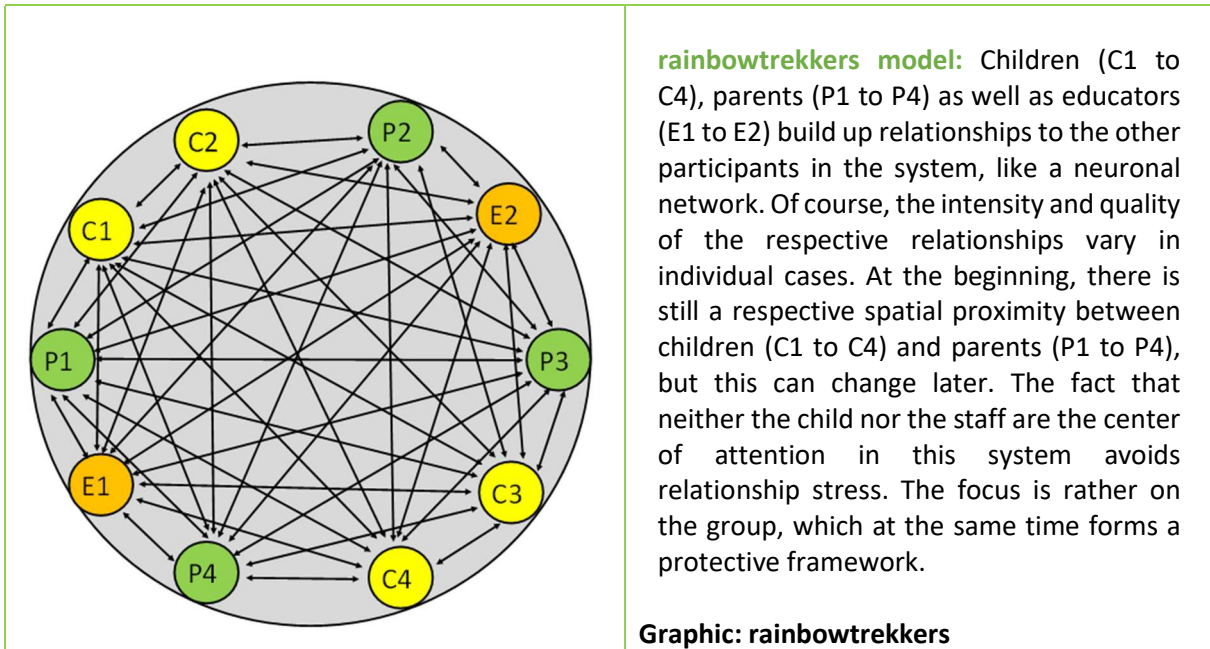 C2
P2
C1
E2
P1
P3
E1
C3
P4
C4
rainbowtrekkers model: Children (C1 to
C4), parents (P1 to P4) as well as educators
(E1 to E2) build up relationships to the other
participants in the system, like a neuronal
network. Of course, the intensity and quality
of the respective relationships vary in
individual cases. At the beginning, there is
still a respective spatial proximity between
children (C1 to C4) and parents (P1 to P4),
but this can change later. The fact that
neither the child nor the staff are the center
of attention in this system avoids
relationship stress. The focus is rather on
the group, which at the same time forms a
protective framework.
Graphic: rainbowtrekkers